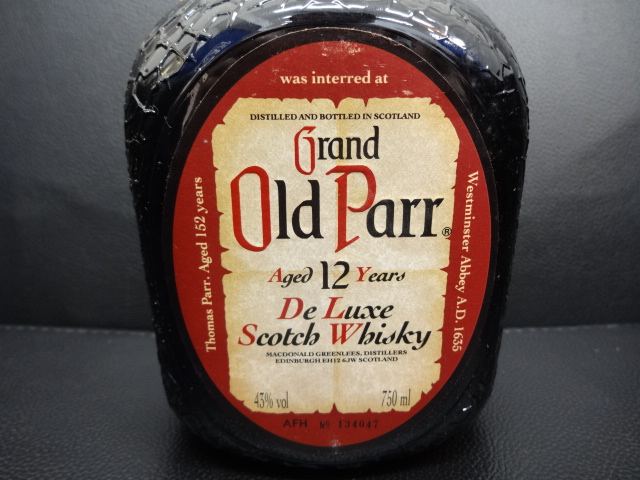 was interred at
DISTILLED AND BOTTLED IN SCOTLAND
Grand
Old Parr®
Aged 12 Years
De Luxe
Scotch Whisky
MACDONALD GREENLEES, DISTILLERS
EDINBURGH EH12 6JW SCOTLAND
43% vol 750 ml
AFH Nº 134047
Thomas Parr. Aged 152 years
Westminster Abbey A.D. 1635